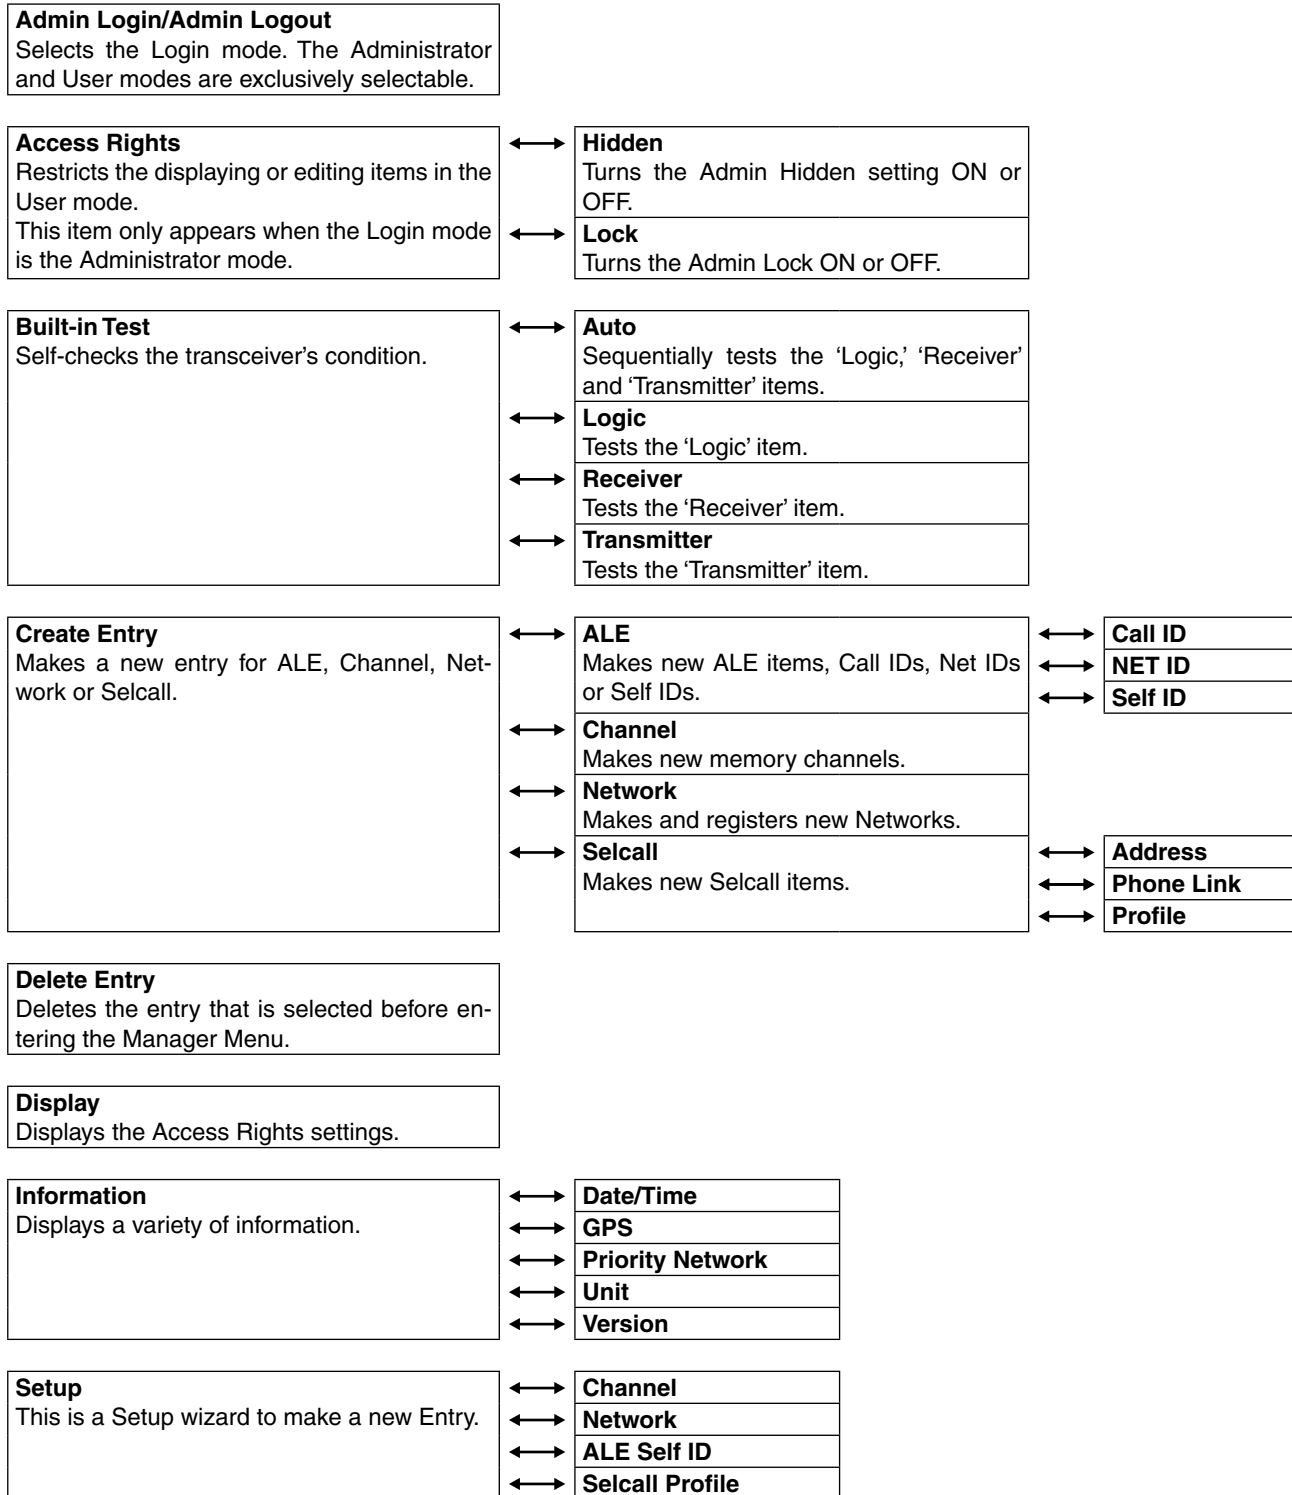 Admin Login/Admin Logout
Selects the Login mode. The Administrator
and User modes are exclusively selectable.
Access Rights
Restricts the displaying or editing items in the
User mode.
This item only appears when the Login mode
is the Administrator mode.
Hidden
Turns the Admin Hidden setting ON or
OFF.
Lock
Turns the Admin Lock ON or OFF.
Built-in Test
Self-checks the transceiver’s condition.
Auto
Sequentially tests the ‘Logic,’ ‘Receiver’
and ‘Transmitter’ items.
Logic
Tests the ‘Logic’ item.
Receiver
Tests the ‘Receiver’ item.
Transmitter
Tests the ‘Transmitter’ item.
Create Entry
Makes a new entry for ALE, Channel, Net-
work or Selcall.
ALE
Makes new ALE items, Call IDs, Net IDs
or Self IDs.
Call ID
NET ID
Self ID
Channel
Makes new memory channels.
Network
Makes and registers new Networks.
Selcall
Makes new Selcall items.
Address
Phone Link
Profile
Delete Entry
Deletes the entry that is selected before en-
tering the Manager Menu.
Display
Displays the Access Rights settings.
Information
Displays a variety of information.
Date/Time
GPS
Priority Network
Unit
Version
Setup
This is a Setup wizard to make a new Entry.
Channel
Network
ALE Self ID
Selcall Profile